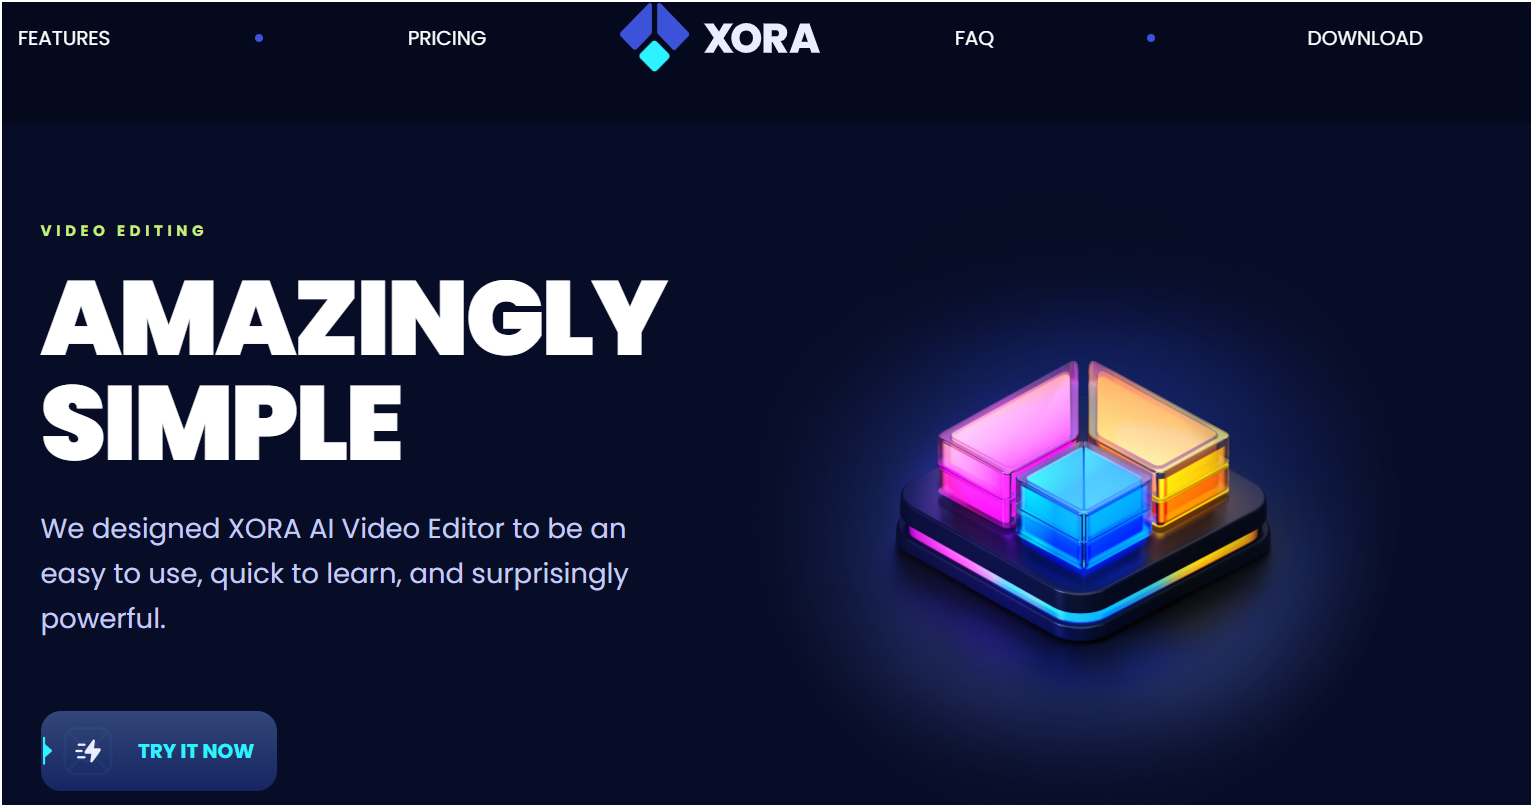 FEATURES
PRICING
XORA
FAQ
DOWNLOAD
VIDEO EDITING
AMAZINGLY
SIMPLE
We designed XORA AI Video Editor to be an
easy to use, quick to learn, and surprisingly
powerful.
TRY IT NOW